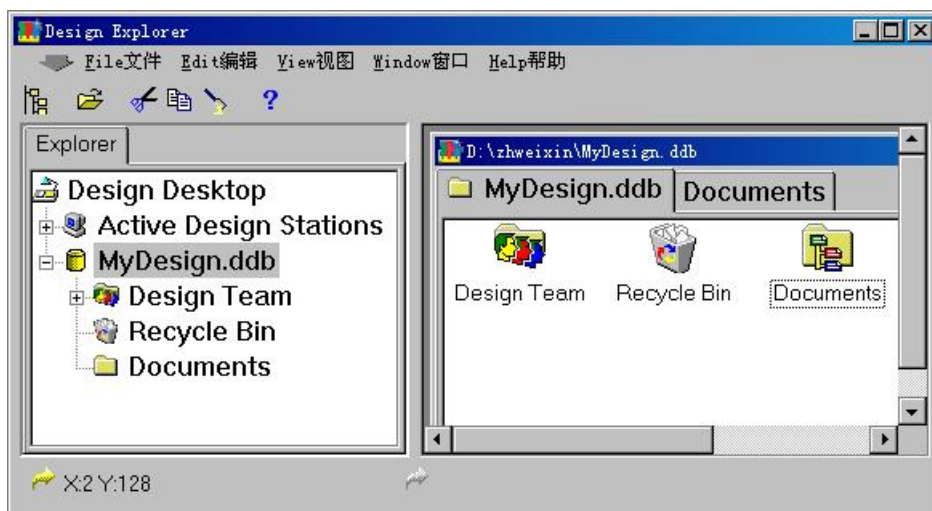 Design Explorer
File文件 Edit编辑 View视图 Window窗口 Help帮助
?
Explorer
Design Desktop
Active Design Stations
MyDesign.ddb
Design Team
Recycle Bin
Documents
D:\zhweixin\MyDesign.ddb
MyDesign.ddb Documents
Design Team Recycle Bin Documents
X:2 Y:128